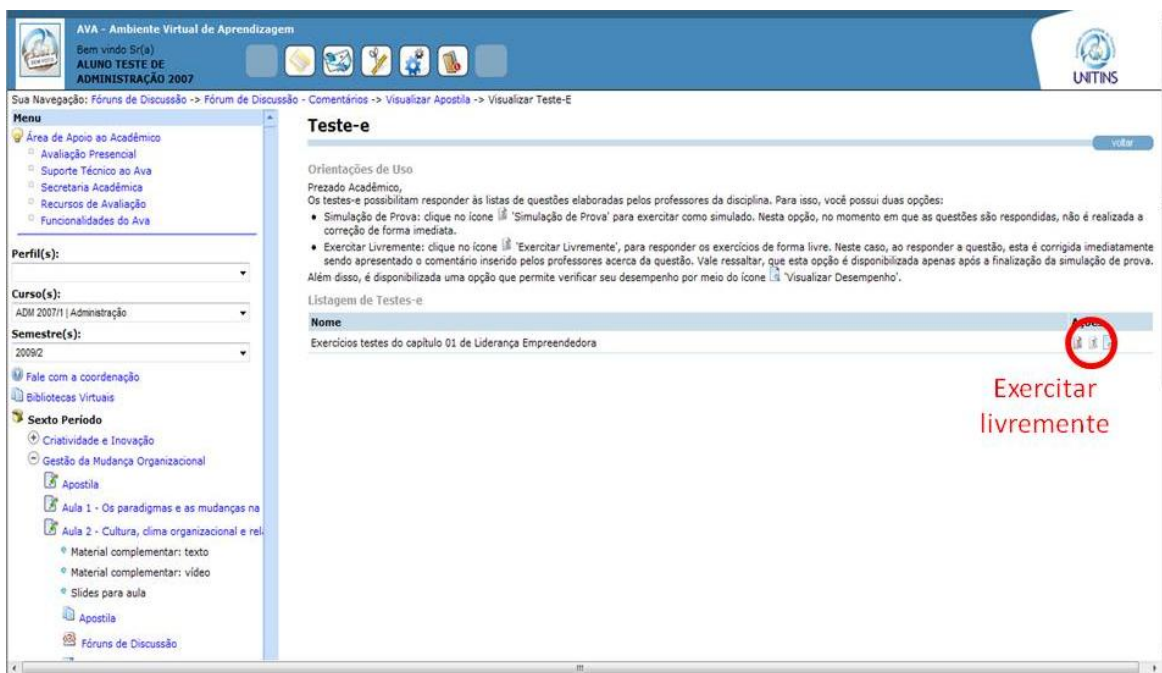 AVA - Ambiente Virtual de Aprendizagem
Bem vindo Sr(a)
ALUNO TESTE DE
ADMINISTRAÇÃO 2007
UNITINS
Sua Navegação: Fóruns de Discussão -> Fórum de Discussão - Comentários -> Visualizar Apostila -> Visualizar Teste-E
Menu
Área de Apoio ao Acadêmico
Avaliação Presencial
Suporte Técnico ao Ava
Secretaria Acadêmica
Recursos de Avaliação
Funcionalidades do Ava
Perfil(s):
Curso(s):
ADM 2007/1 | Administração
Semestre(s):
2009/2
Fale com a coordenação
Bibliotecas Virtuais
Sexto Período
Criatividade e Inovação
Gestão da Mudança Organizacional
Apostila
Aula 1 - Os paradigmas e as mudanças na
Aula 2 - Cultura, clima organizacional e rel
Material complementar: texto
Material complementar: vídeo
Slides para aula
Apostila
Fóruns de Discussão
Teste-e
voltar
Orientações de Uso
Prezado Acadêmico,
Os testes-e possibilitam responder às listas de questões elaboradas pelos professores da disciplina. Para isso, você possui duas opções:
Simulação de Prova: clique no ícone 'Simulação de Prova' para exercitar como simulado. Nesta opção, no momento em que as questões são respondidas, não é realizada a
correção de forma imediata.
Exercitar Livremente: clique no ícone 'Exercitar Livremente', para responder os exercícios de forma livre. Neste caso, ao responder a questão, esta é corrigida imediatamente
sendo apresentado o comentário inserido pelos professores acerca da questão. Vale ressaltar, que esta opção é disponibilizada apenas após a finalização da simulação de prova.
Além disso, é disponibilizada uma opção que permite verificar seu desempenho por meio do ícone 'Visualizar Desempenho'.
Listagem de Testes-e
Nome
Exercícios testes do capítulo 01 de Liderança Empreendedora
Exercitar
livremente